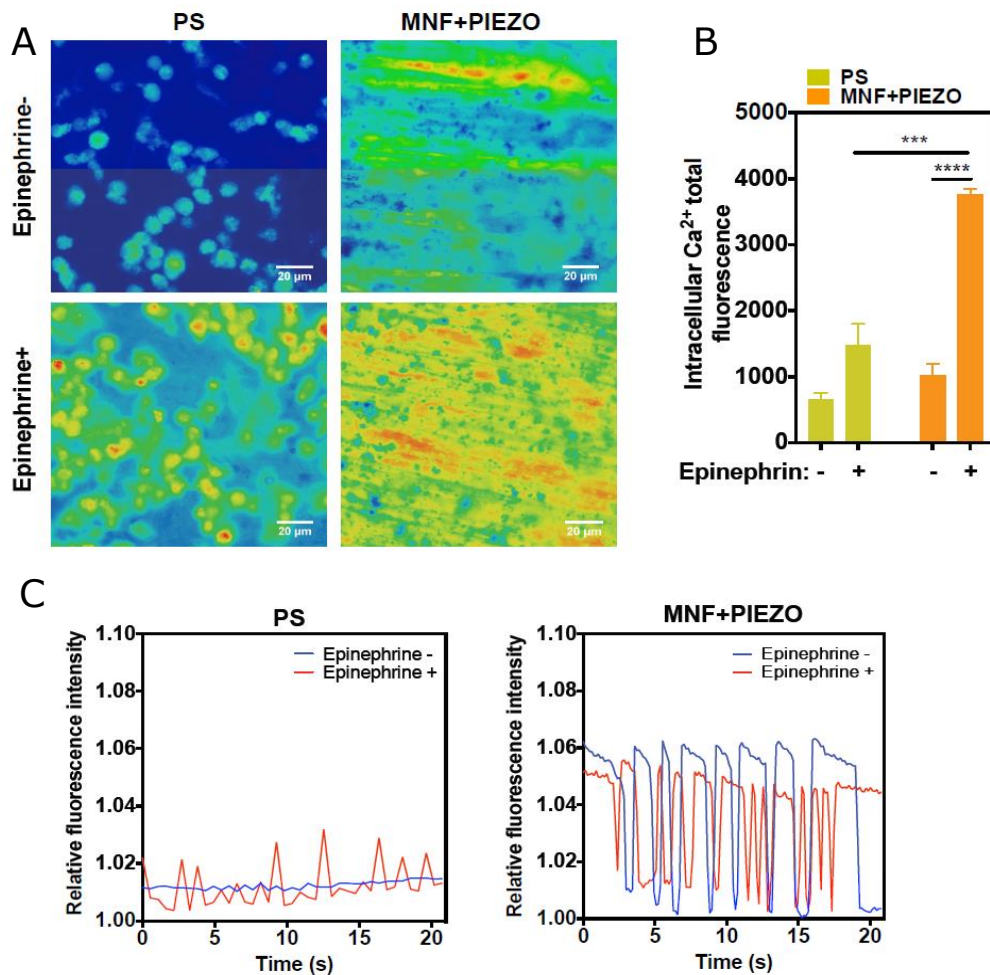 A
PS
MNF+PIEZO
Epinephrine-
20 µm
20 µm
Epinephrine+
20 µm
20 µm
B
PS
MNF+PIEZO
Intracellular Ca²⁺ total
fluorescence
5000
4000
3000
2000
1000
0
***
****
Epinephrin: - + - +
C
PS
Relative fluorescence intensity
1.10
1.08
1.06
1.04
1.02
1.00
Epinephrine -
Epinephrine +
0 5 10 15 20
Time (s)
MNF+PIEZO
Relative fluorescence intensity
1.10
1.08
1.06
1.04
1.02
1.00
Epinephrine -
Epinephrine +
0 5 10 15 20
Time (s)